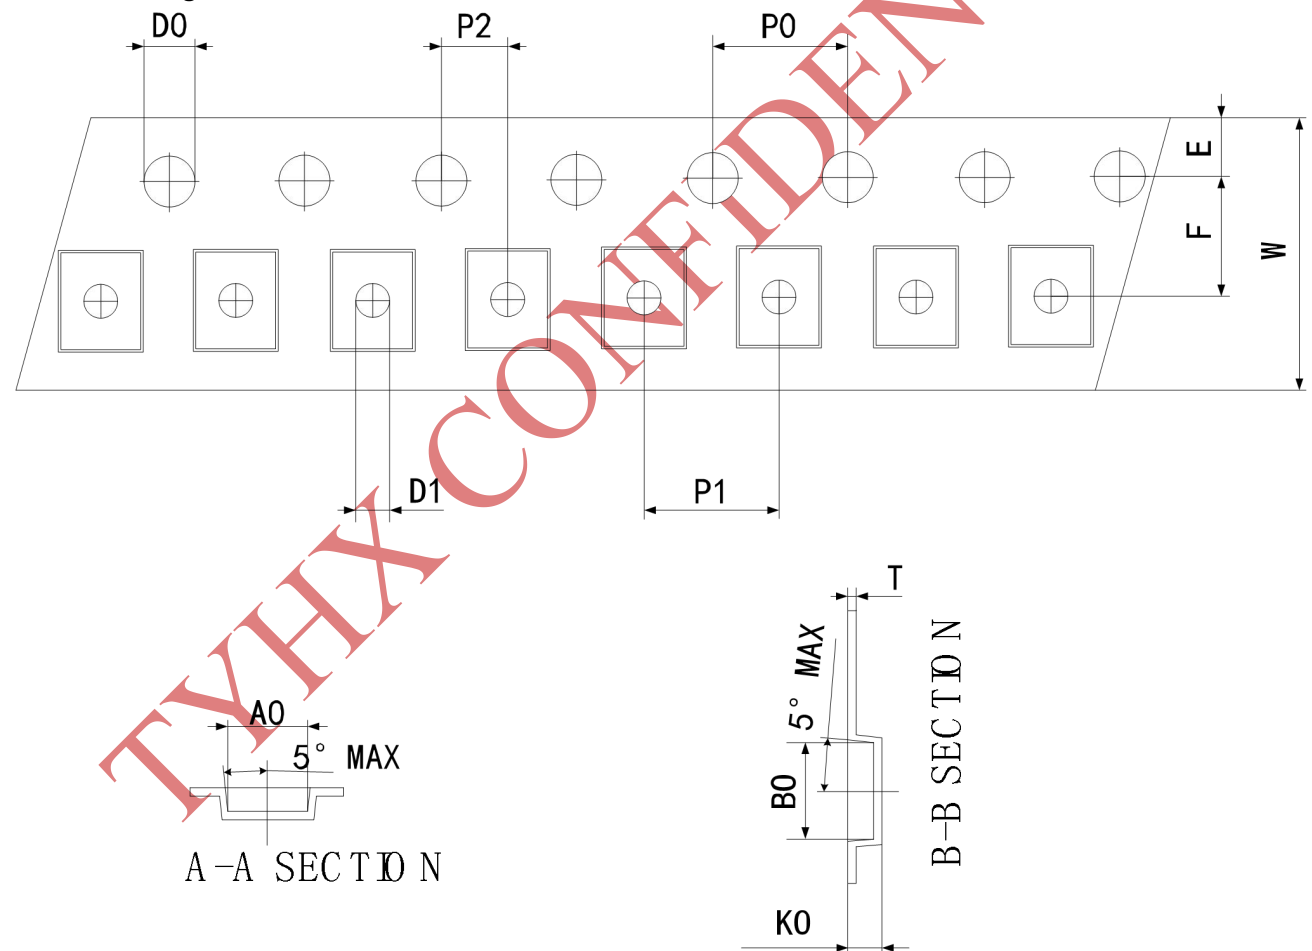 D0
P2
P0
E
F
W
D1
P1
T
5° MAX
B-B SECTION
A0
5° MAX
B0
A-A SECTION
K0
TYHX CONFIDEN